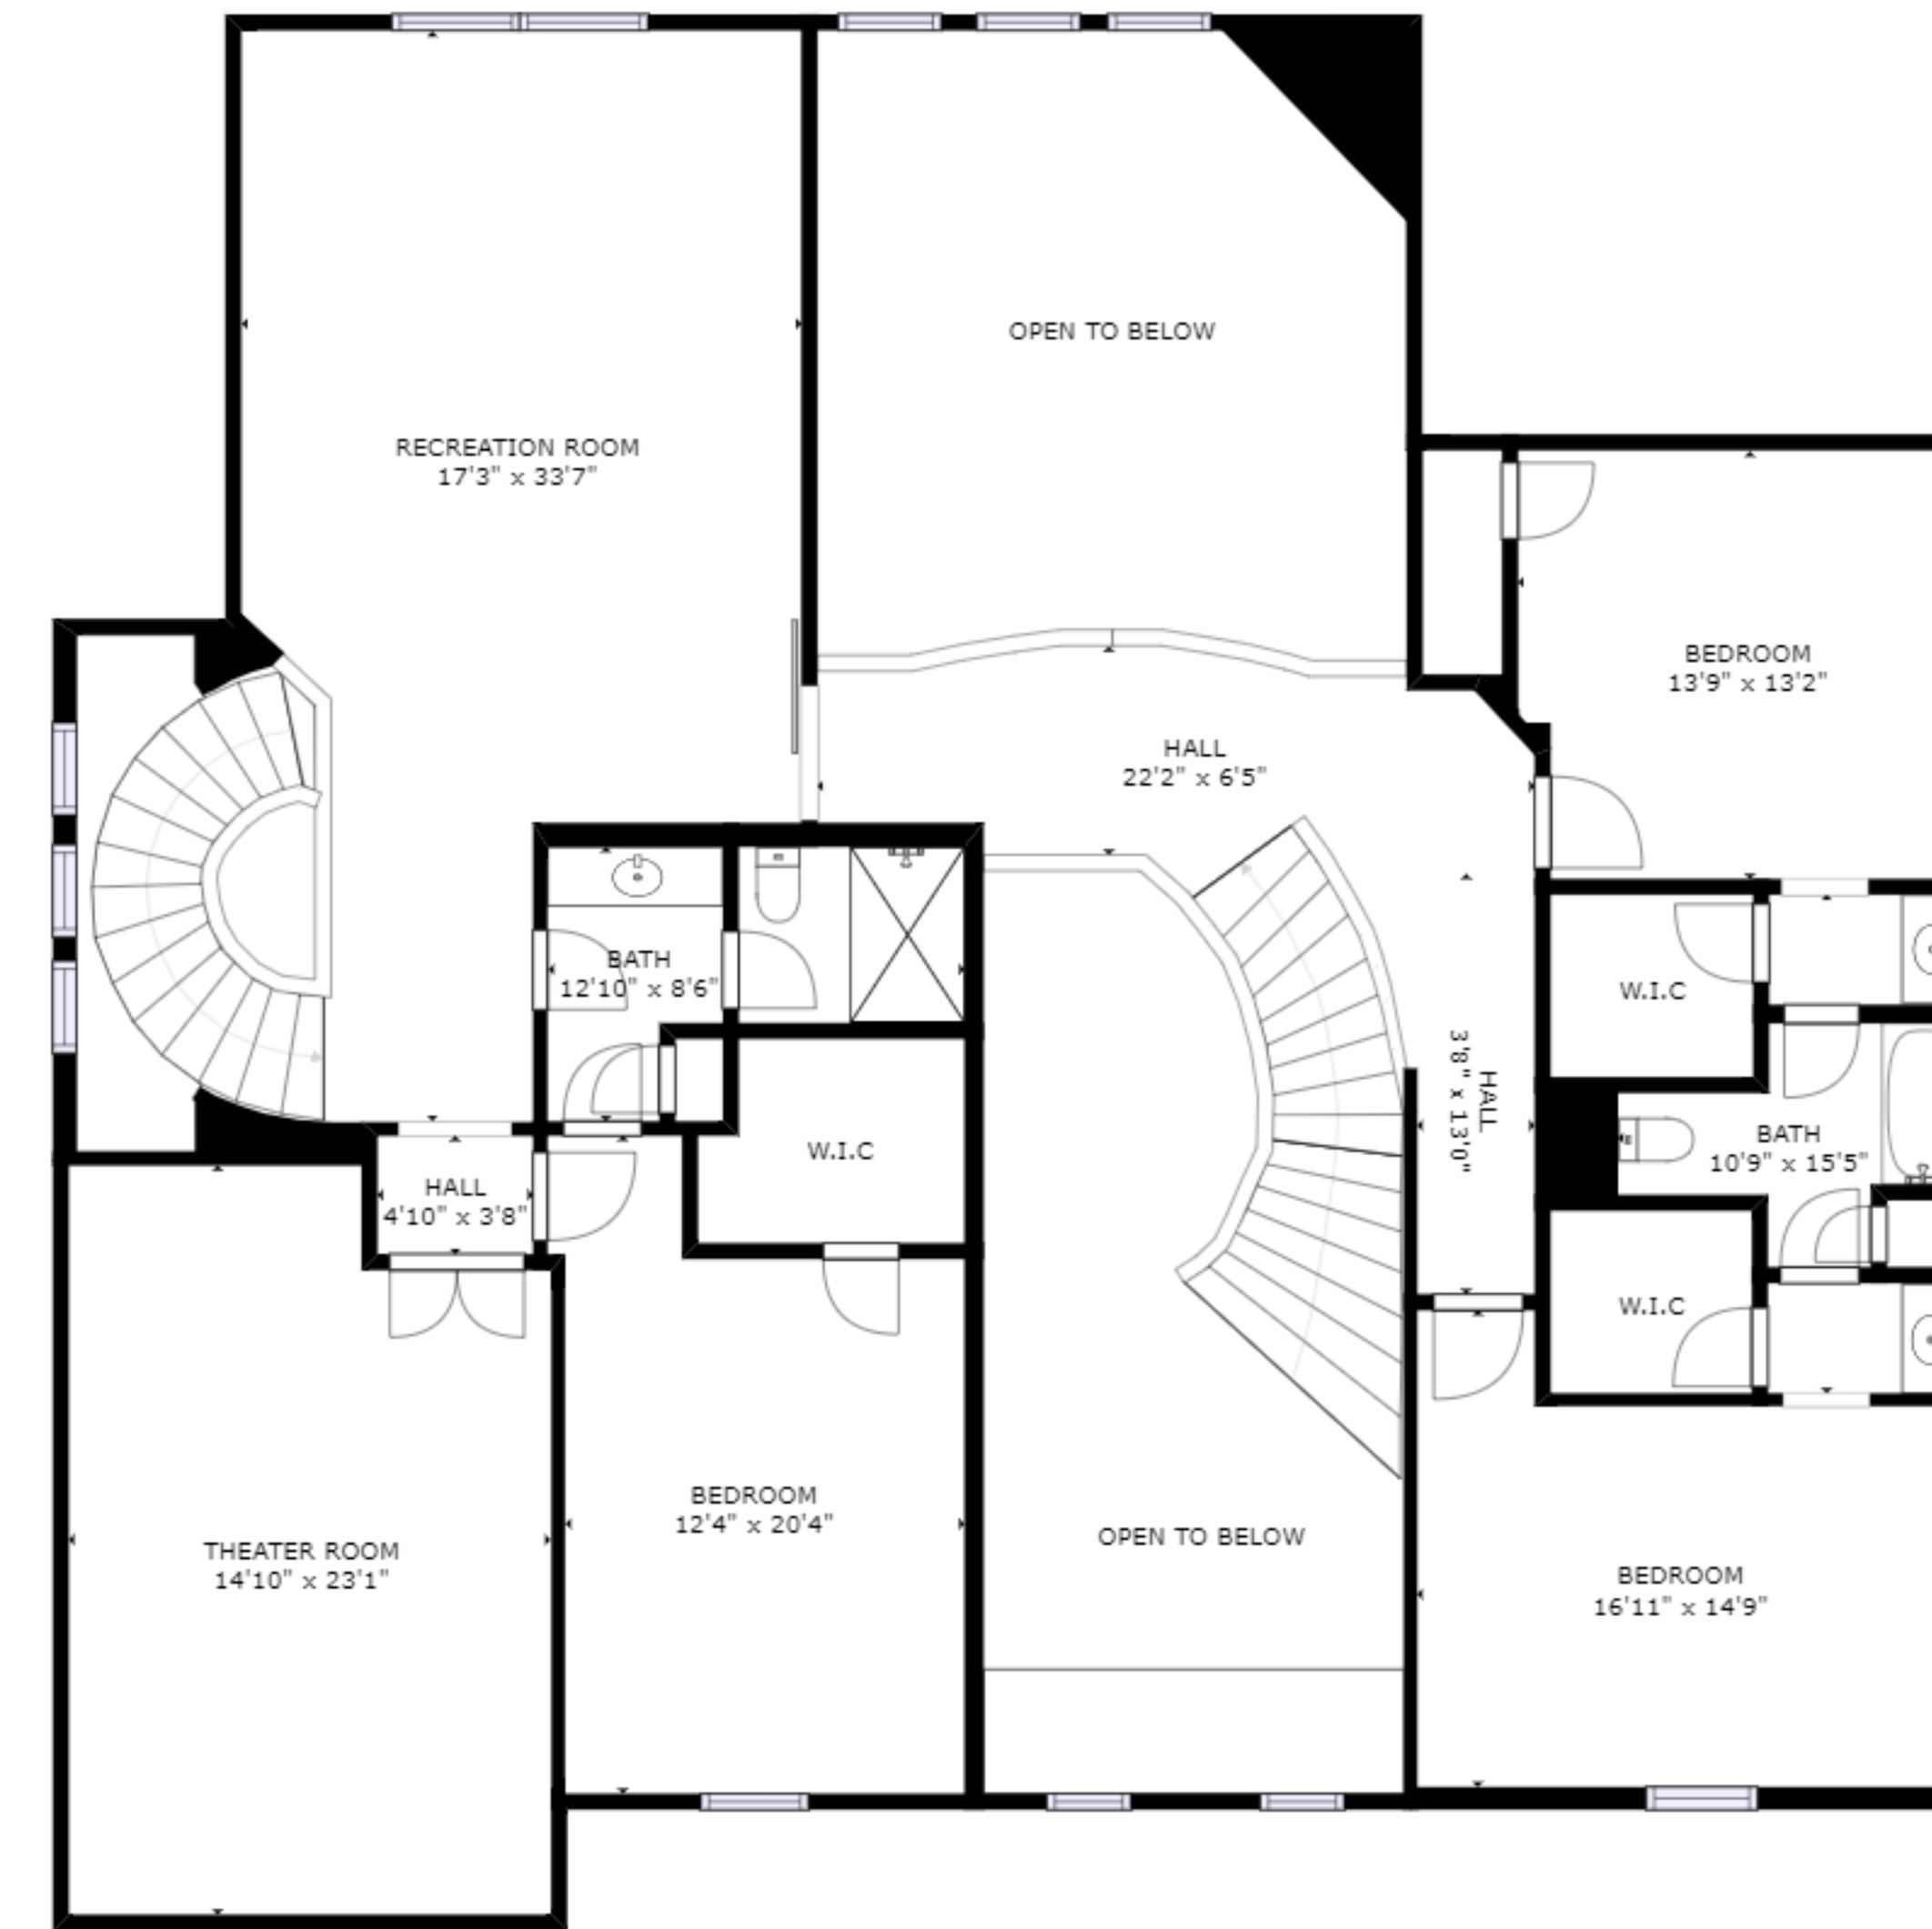 OPEN TO BELOW
RECREATION ROOM
17'3" x 33'7"
BEDROOM
13'9" x 13'2"
HALL
22'2" x 6'5"
BATH
12'10" x 8'6"
W.I.C
HALL
3'8" x 13'0"
W.I.C
BATH
10'9" x 15'5"
HALL
4'10" x 3'8"
W.I.C
BEDROOM
12'4" x 20'4"
OPEN TO BELOW
THEATER ROOM
14'10" x 23'1"
BEDROOM
16'11" x 14'9"